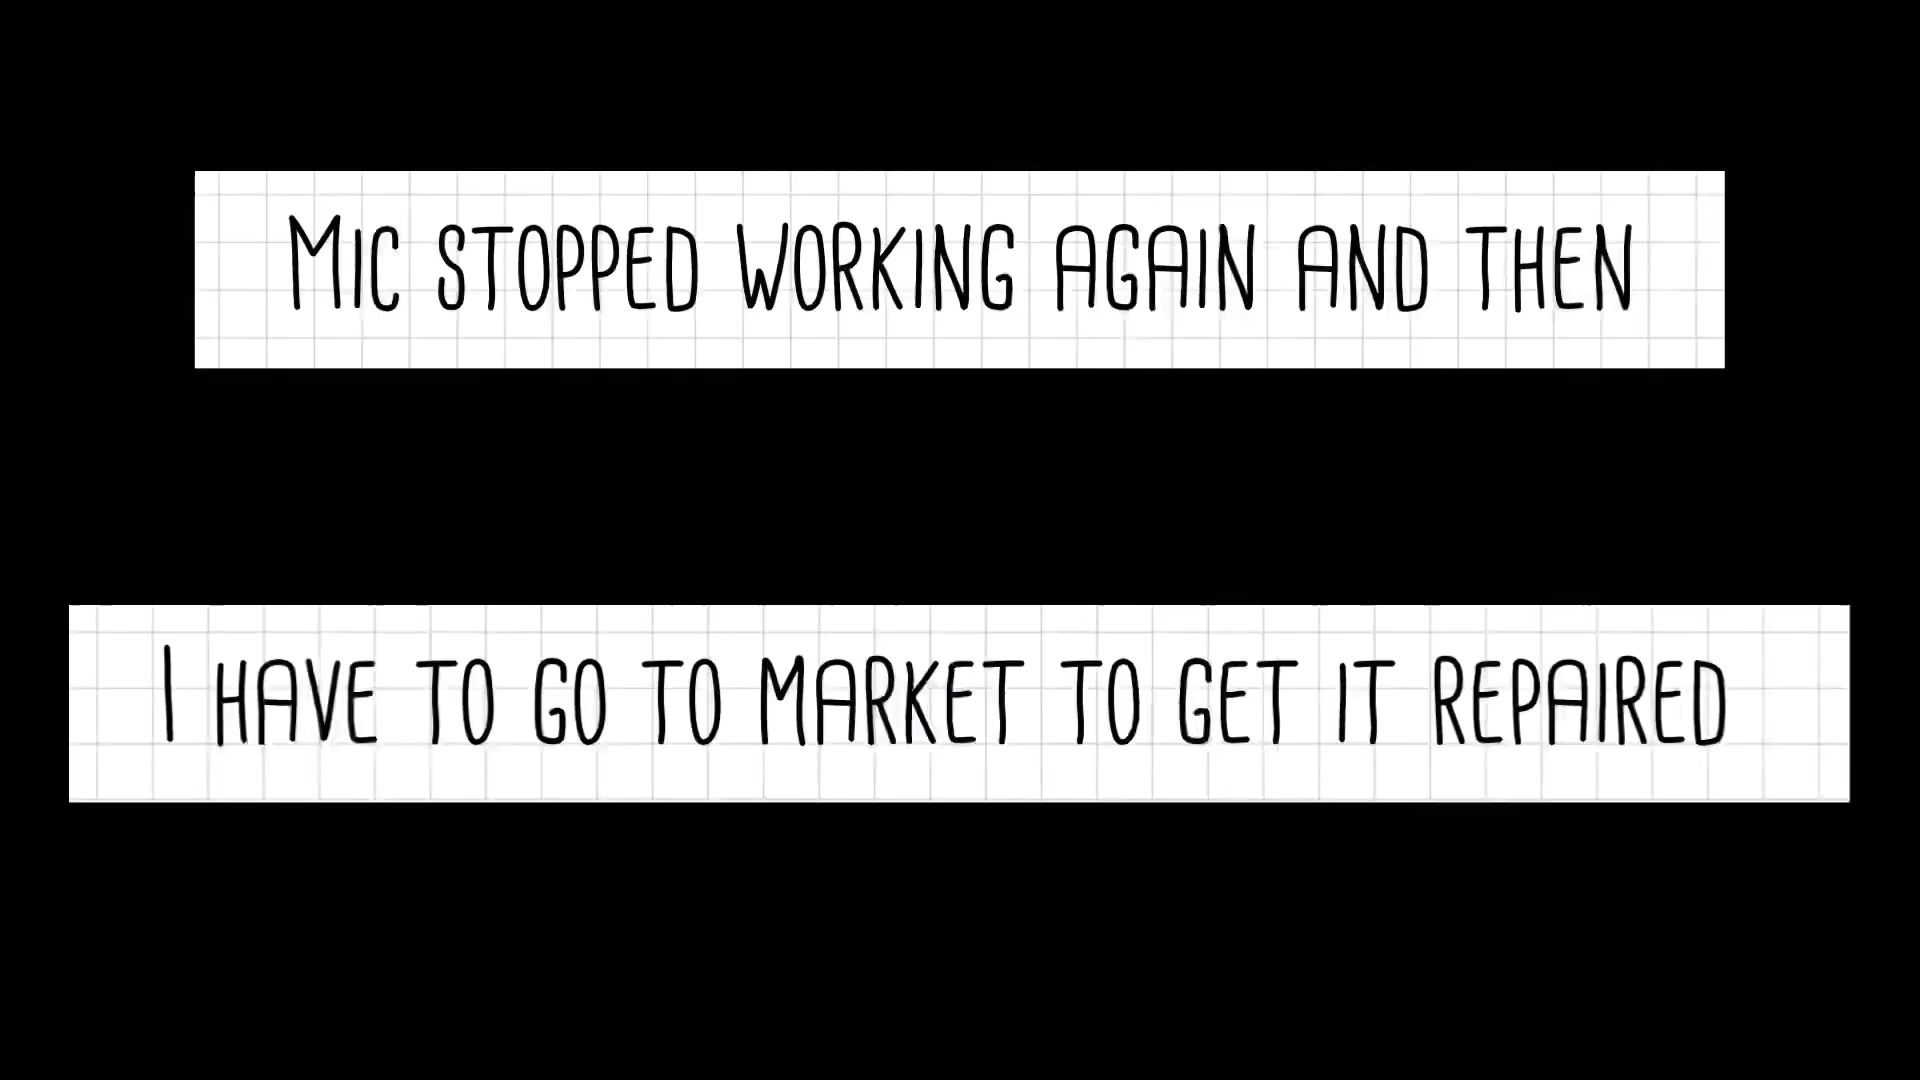 Mic stopped working again and then
I have to go to market to get it repaired